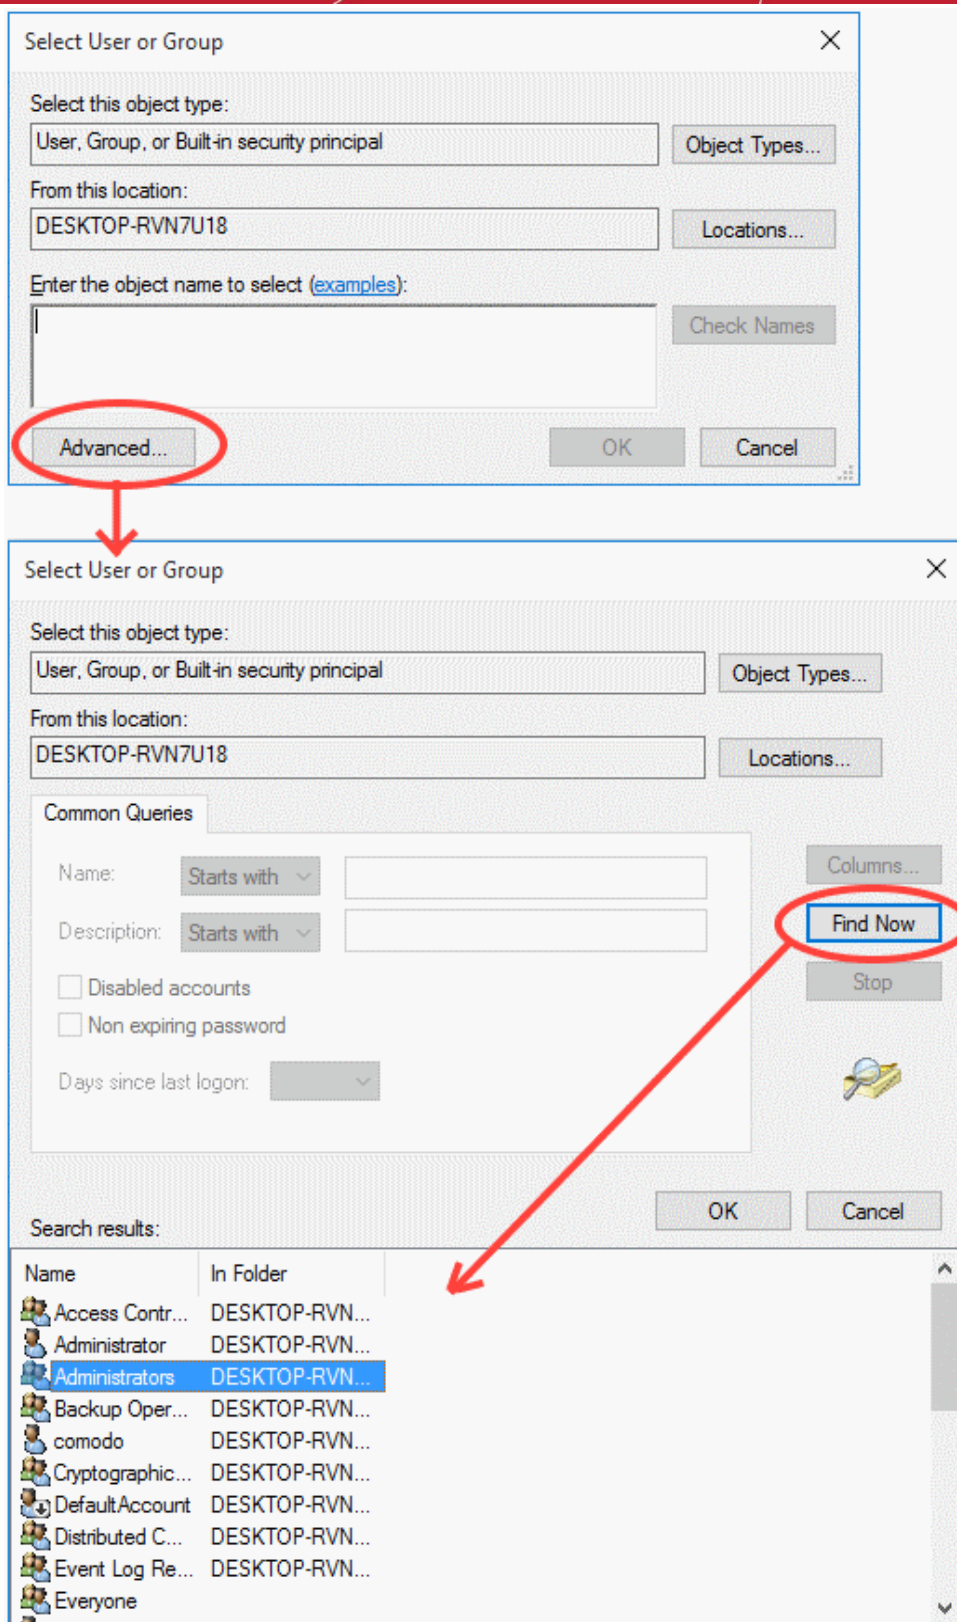 Select User or Group
Select this object type:
User, Group, or Built-in security principal
Object Types...
From this location:
DESKTOP-RVN7U18
Locations...
Enter the object name to select (examples):
Check Names
Advanced...
OK
Cancel
Select User or Group
Select this object type:
User, Group, or Built-in security principal
Object Types...
From this location:
DESKTOP-RVN7U18
Locations...
Common Queries
Name:
Starts with
Columns...
Description:
Starts with
Find Now
Disabled accounts
Stop
Non expiring password
Days since last logon:
OK
Cancel
Search results:
Name In Folder
Access Contr... DESKTOP-RVN...
Administrator DESKTOP-RVN...
Administrators DESKTOP-RVN...
Backup Oper... DESKTOP-RVN...
comodo DESKTOP-RVN...
Cryptographic... DESKTOP-RVN...
DefaultAccount DESKTOP-RVN...
Distributed C... DESKTOP-RVN...
Event Log Re... DESKTOP-RVN...
Everyone